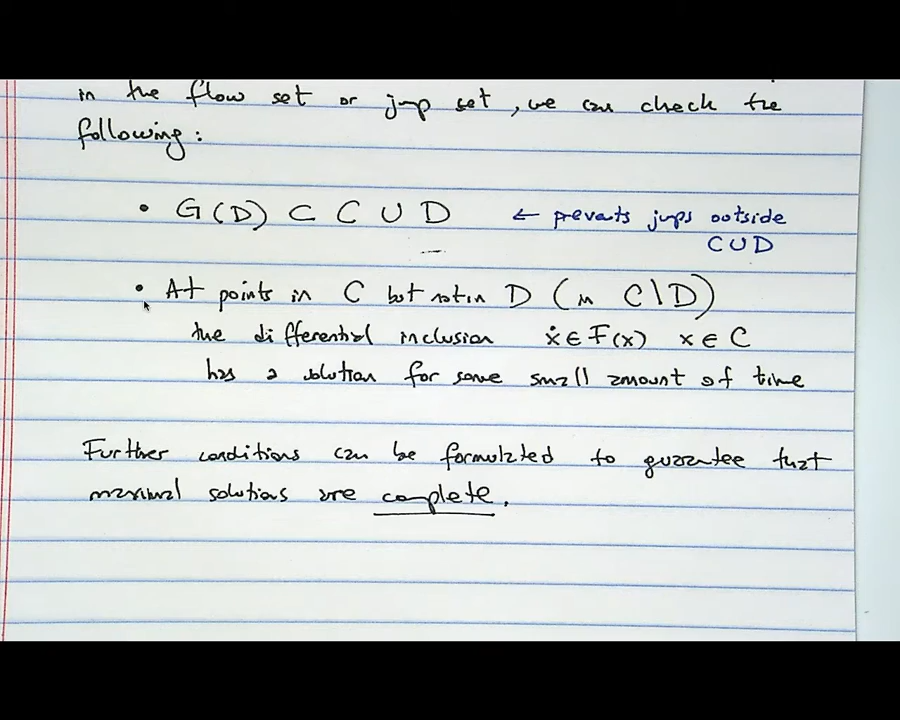 in the flow set or jump set, we can check the
following:
• G(D) ⊂ C ∪ D ← prevents jumps outside
C ∪ D
• At points in C but not in D (in C\D)
the differential inclusion ẋ ∈ F(x) x ∈ C
has a solution for some small amount of time
Further conditions can be formulated to guarantee that
maximal solutions are complete.